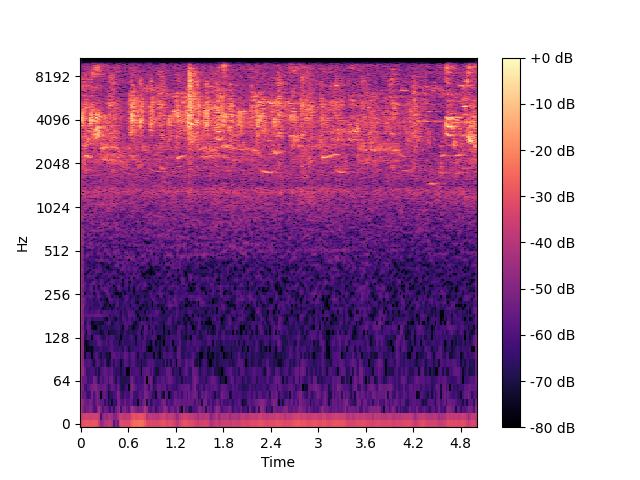 8192
4096
2048
1024
512
256
128
64
0
Hz
0 0.6 1.2 1.8 2.4 3 3.6 4.2 4.8
Time
+0 dB
-10 dB
-20 dB
-30 dB
-40 dB
-50 dB
-60 dB
-70 dB
-80 dB